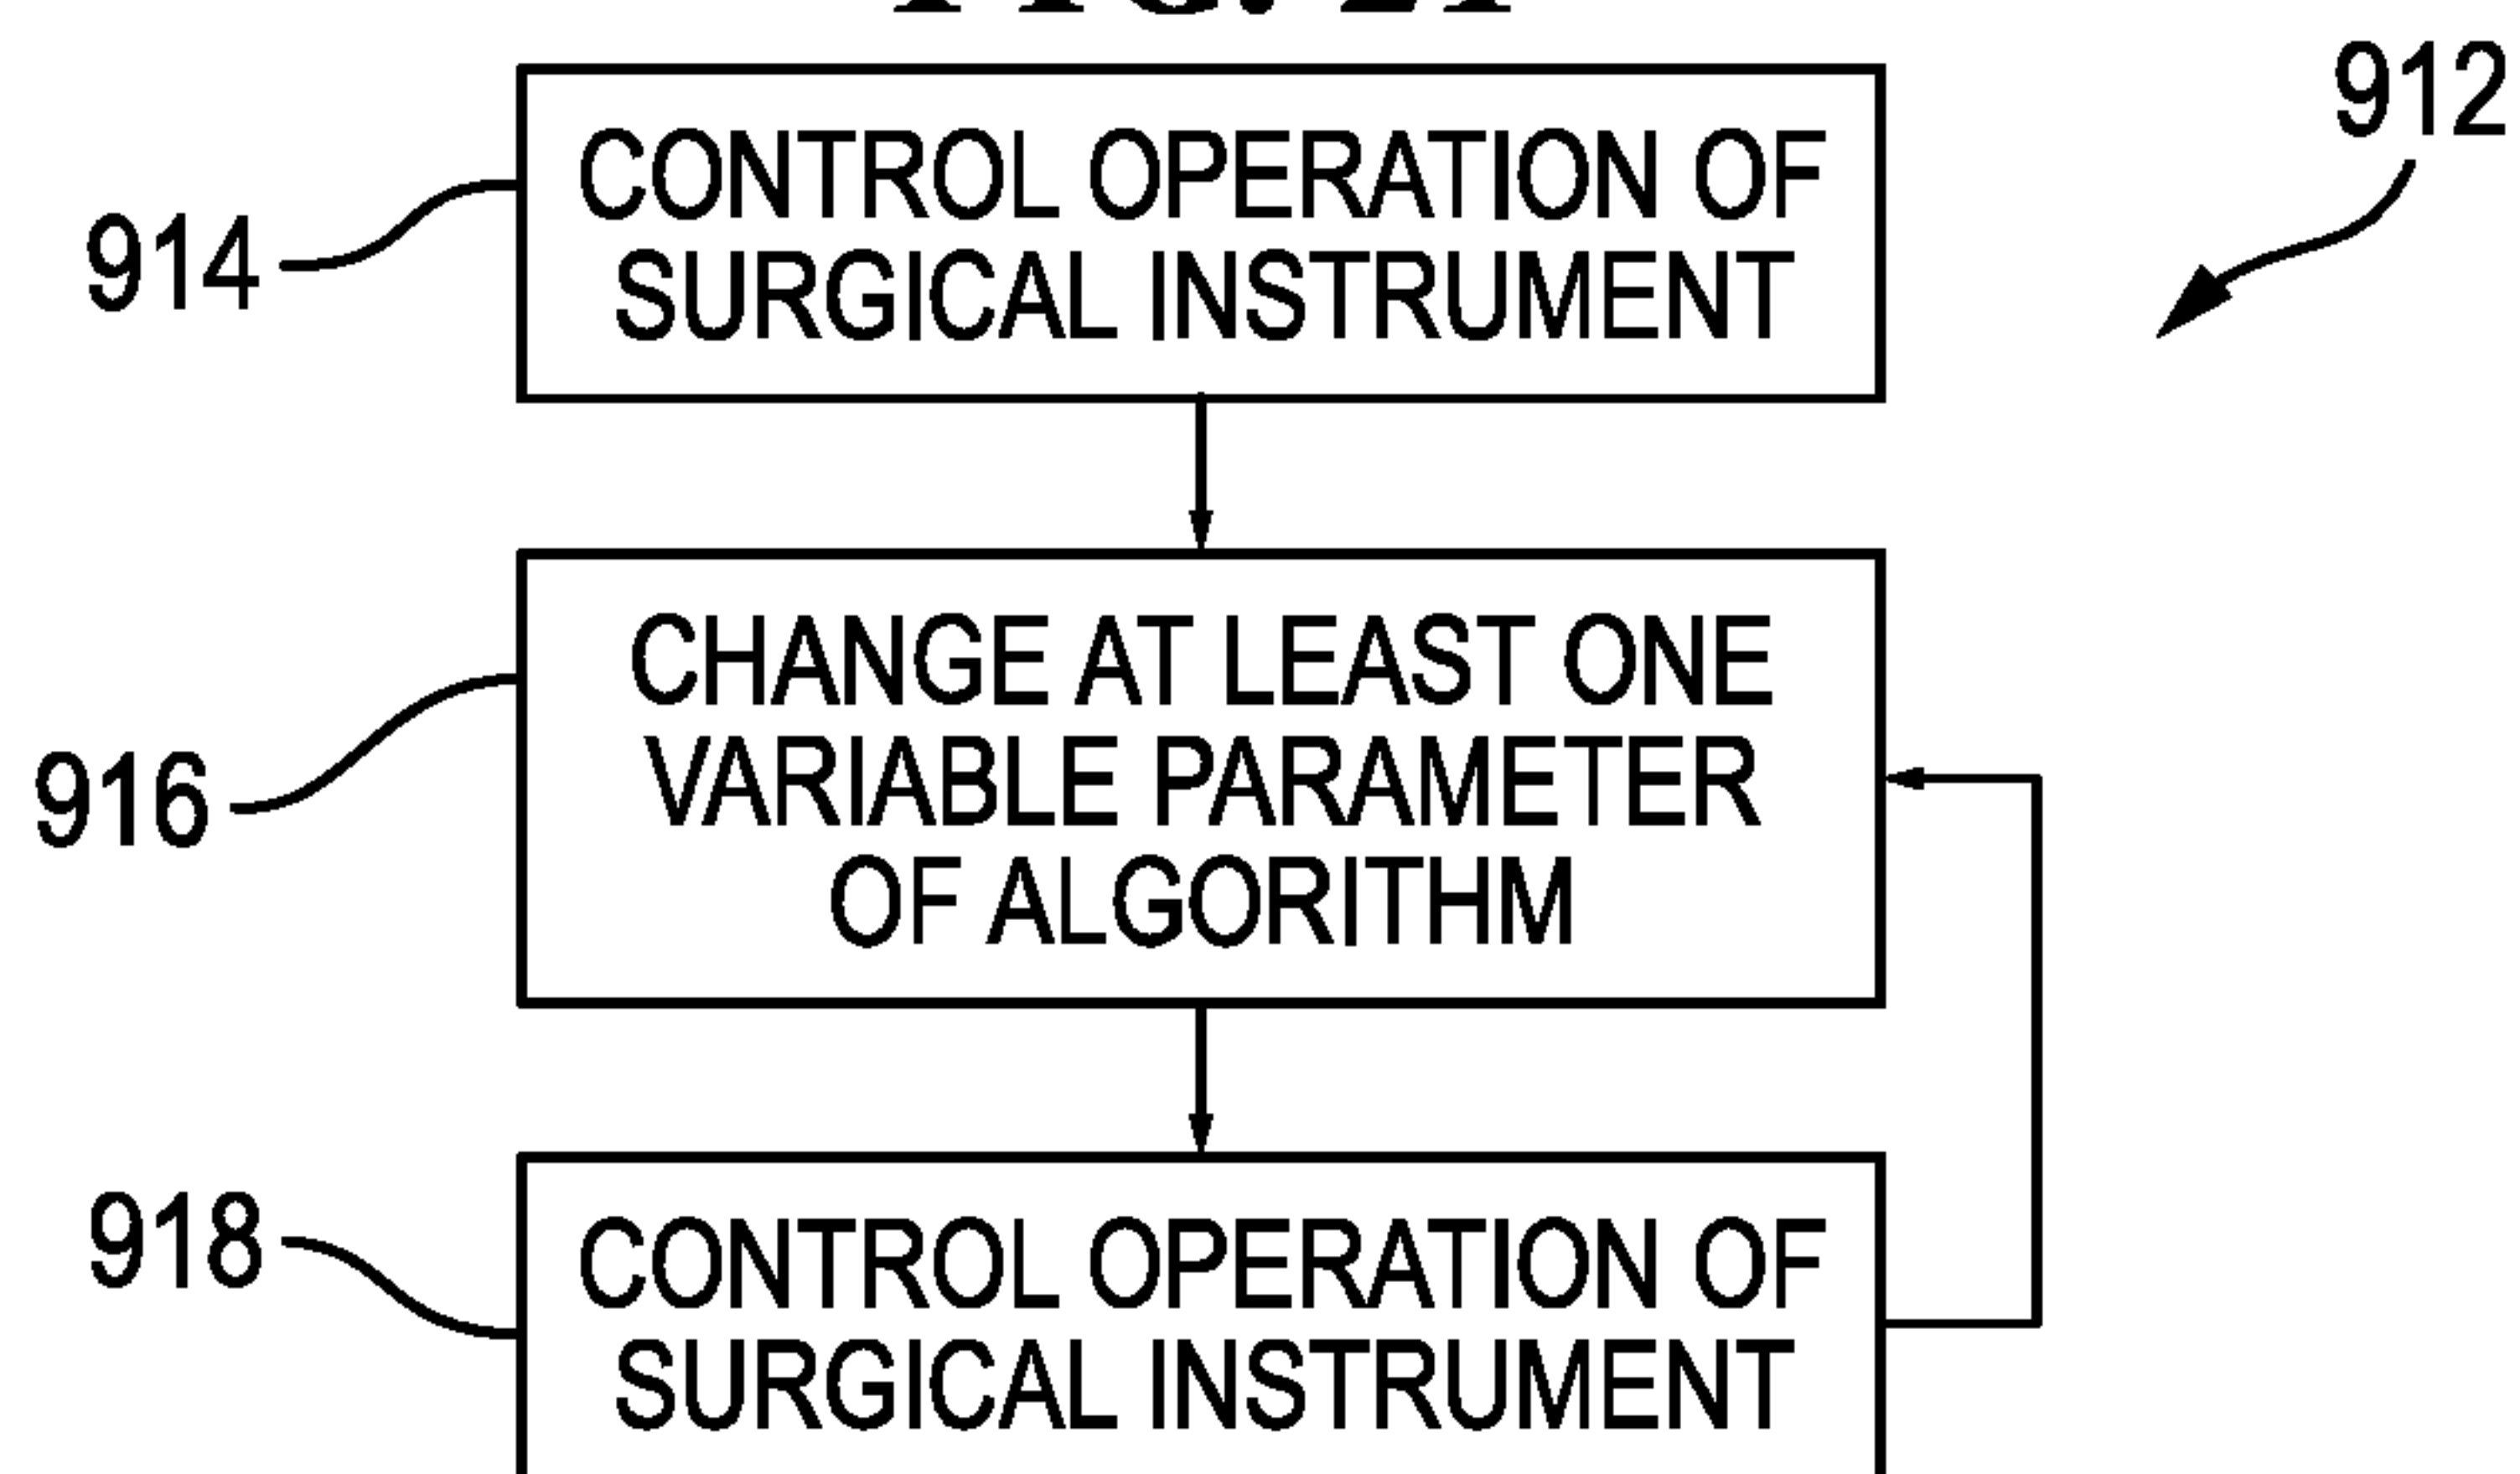 912
CONTROL OPERATION OF
SURGICAL INSTRUMENT
914
CHANGE AT LEAST ONE
VARIABLE PARAMETER
OF ALGORITHM
916
918
CONTROL OPERATION OF
SURGICAL INSTRUMENT